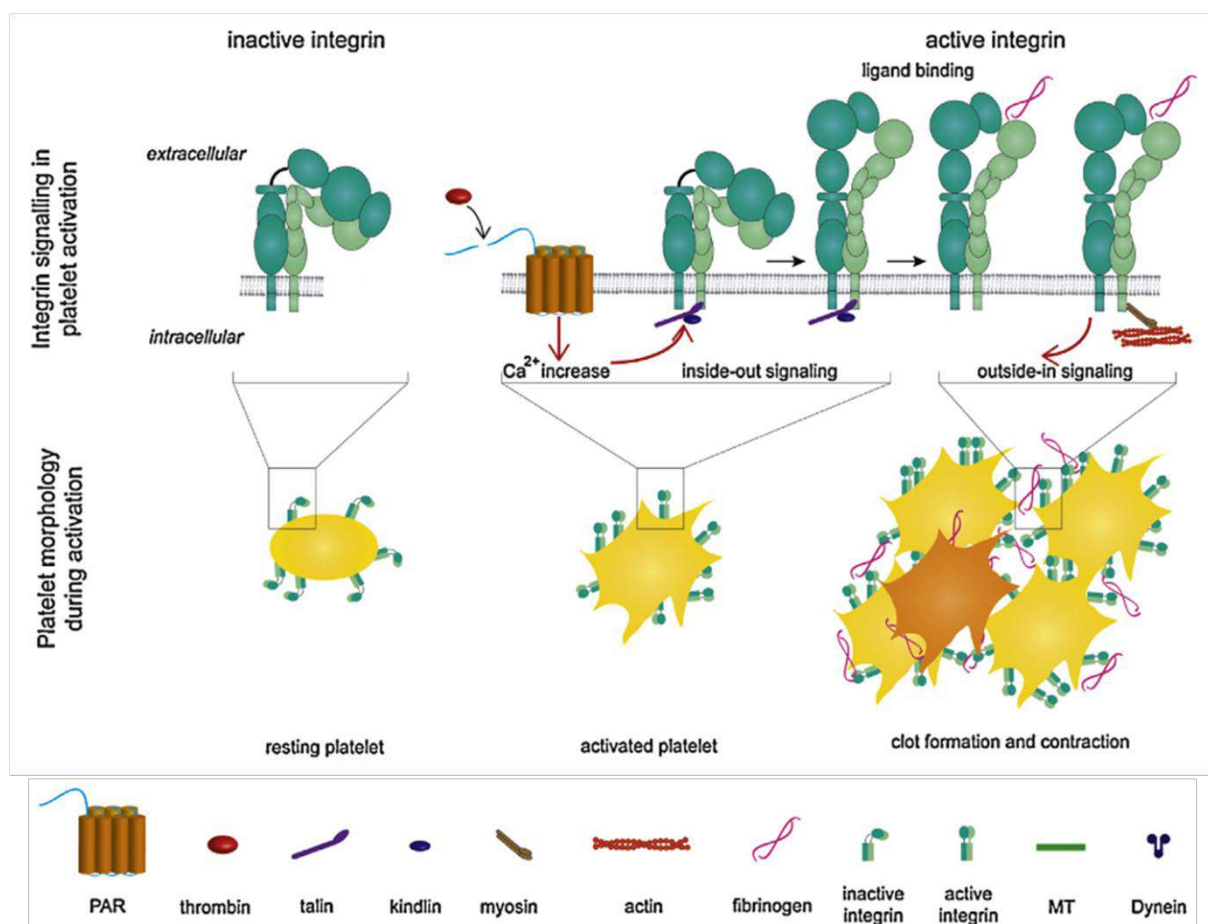 inactive integrin
active integrin
ligand binding
Integrin signalling in
platelet activation
extracellular
intracellular
Ca2+ increase
inside-out signaling
outside-in signaling
Platelet morphology
during activation
resting platelet
activated platelet
clot formation and contraction
PAR
thrombin
talin
kindlin
myosin
actin
fibrinogen
inactive
integrin
active
integrin
MT
Dynein